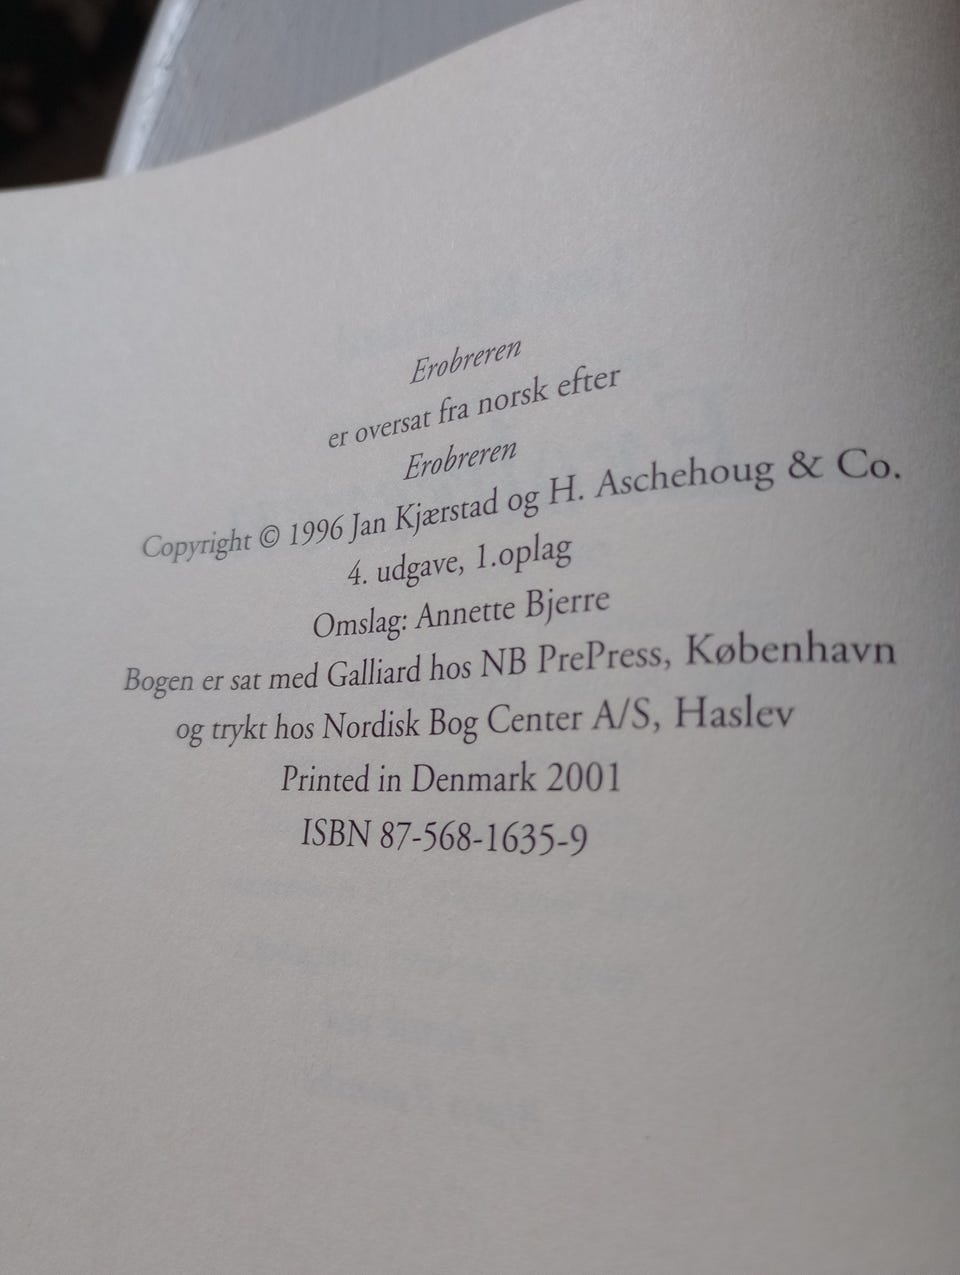 Erobreren
er oversat fra norsk efter
Erobreren
Copyright © 1996 Jan Kjærstad og H. Aschehoug & Co.
4. udgave, 1.oplag
Omslag: Annette Bjerre
Bogen er sat med Galliard hos NB PrePress, København
og trykt hos Nordisk Bog Center A/S, Haslev
Printed in Denmark 2001
ISBN 87-568-1635-9